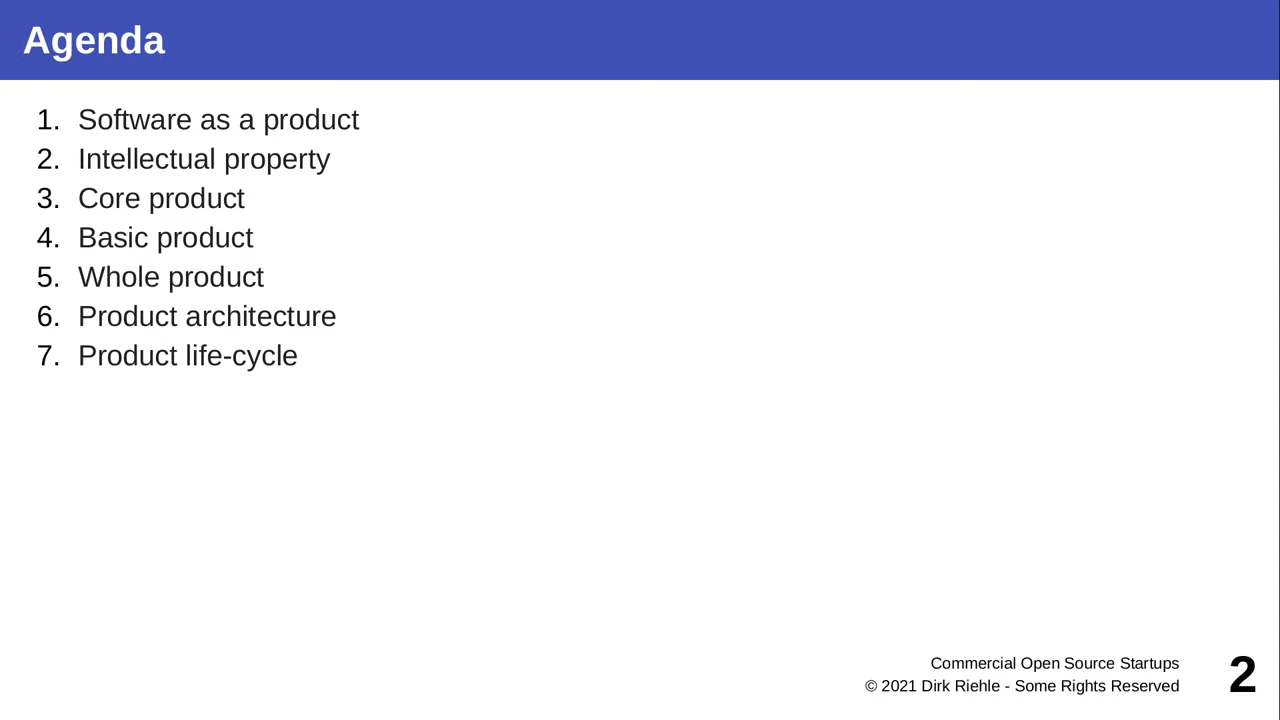 Agenda
1. Software as a product
2. Intellectual property
3. Core product
4. Basic product
5. Whole product
6. Product architecture
7. Product life-cycle
Commercial Open Source Startups
© 2021 Dirk Riehle - Some Rights Reserved
2